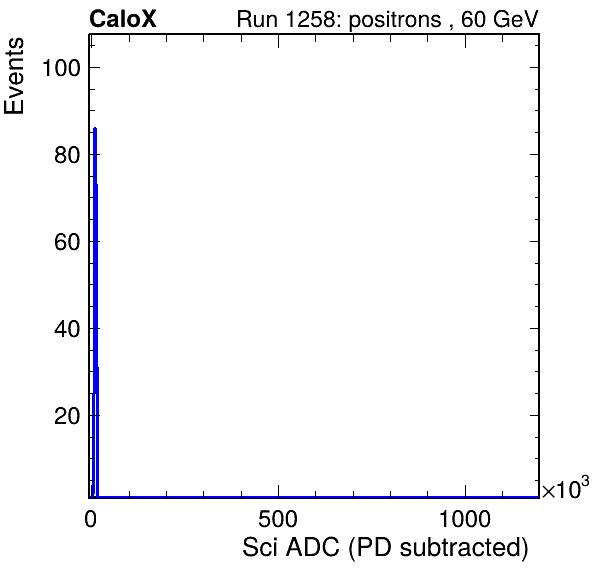 CaloX Run 1258: positrons , 60 GeV
Events
100
80
60
40
20
×10³
0 500 1000
Sci ADC (PD subtracted)